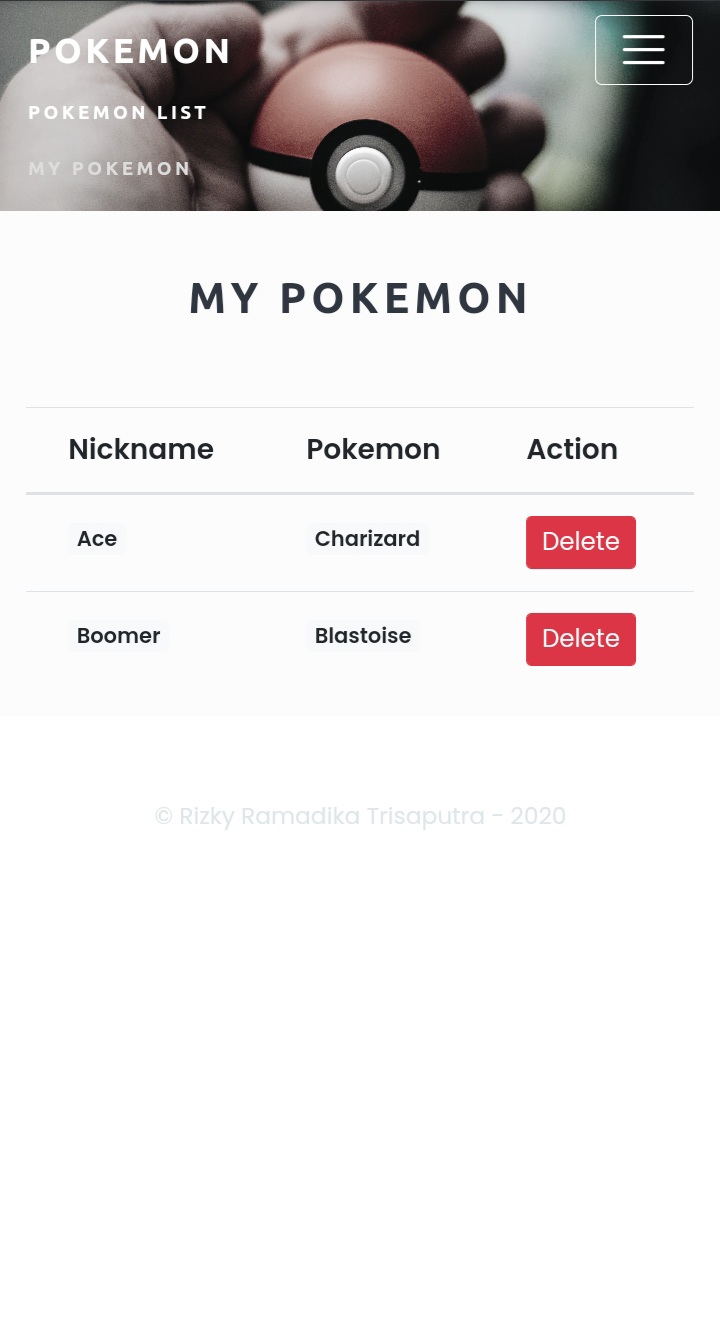 POKEMON
POKEMON LIST
MY POKEMON
MY POKEMON
Nickname Pokemon Action
Ace Charizard Delete
Boomer Blastoise Delete
© Rizky Ramadika Trisaputra - 2020